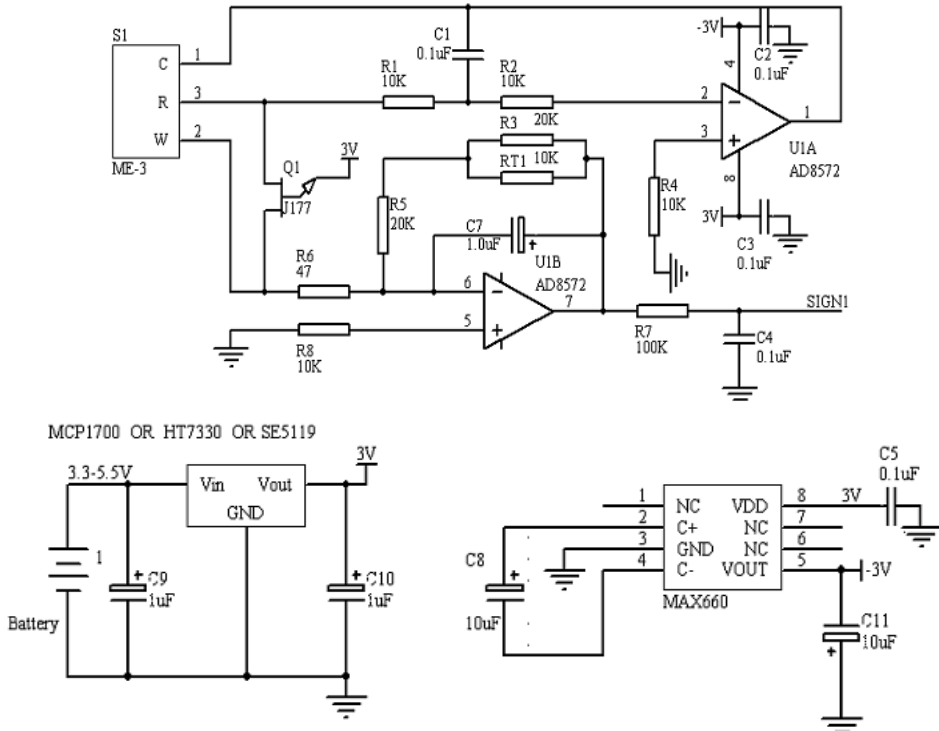 S1
C
1
R
3
W
2
ME-3
C1
0.1uF
R1
10K
R2
10K
Q1
J177
3V
20K
R3
10K
RT1
R5
20K
R6
47
C7
1.0uF
+
U1B
AD8572
6
−
5
+
7
R8
10K
-3V
4
C2
0.1uF
2
−
3
+
1
U1A
AD8572
8
R4
10K
3V
C3
0.1uF
R7
100K
SIGN1
C4
0.1uF
MCP1700 OR HT7330 OR SE5119
3.3-5.5V
Vin
Vout
GND
3V
1
Battery
+
C9
1uF
+
C10
1uF
C8
+
10uF
1
NC
2
C+
3
GND
4
C-
VDD
8
NC
7
NC
6
VOUT
5
MAX660
3V
C5
0.1uF
-3V
C11
10uF
+